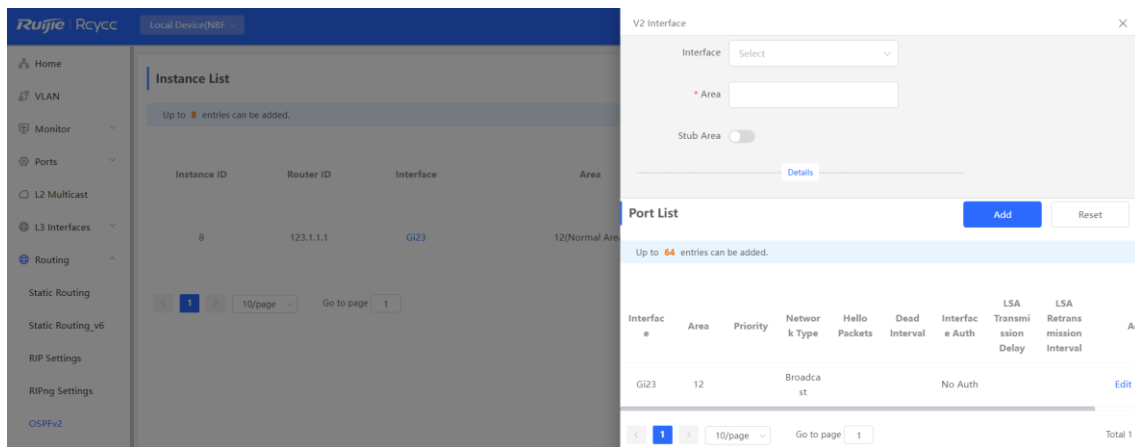 Ruijie Rcycc
Local Device(NBF
Home
VLAN
Monitor
Ports
L2 Multicast
L3 Interfaces
Routing
Static Routing
Static Routing_v6
RIP Settings
RIPng Settings
OSPFv2
Instance List
Up to 8 entries can be added.
Instance ID Router ID Interface Area
8 123.1.1.1 Gi23 12(Normal Area
< 1 > 10/page Go to page 1
V2 Interface
Interface Select
* Area
Stub Area
Details
Port List Add Reset
Up to 64 entries can be added.
Interfac
e
Area
Priority
Networ
k Type
Hello
Packets
Dead
Interval
Interfac
e Auth
LSA
Transmi
ssion
Delay
LSA
Retrans
mission
Interval
A
Gi23 12
Broadca
st
No Auth
Edit
< 1 > 10/page Go to page 1 Total 1